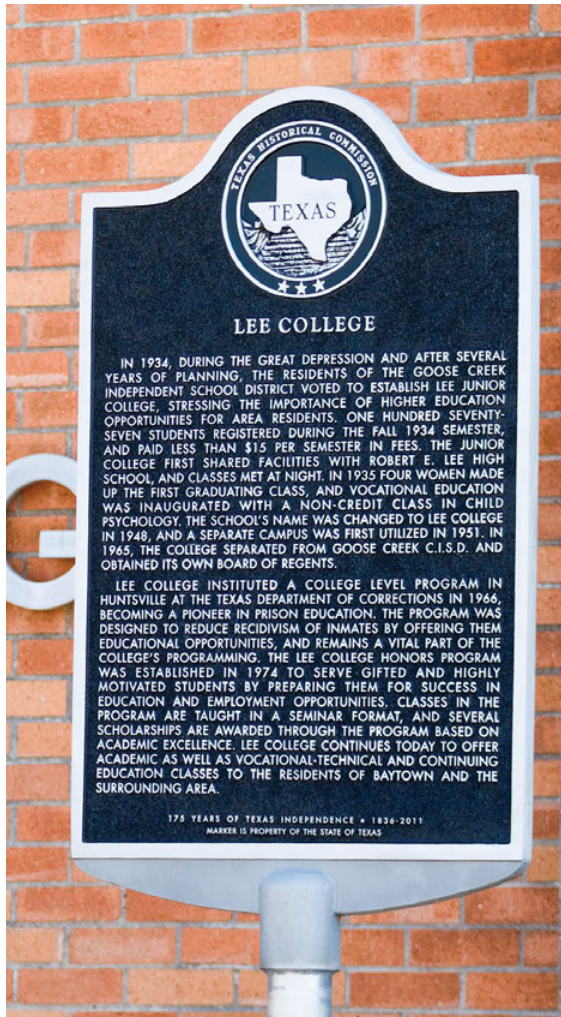 TEXAS HISTORICAL COMMISSION
TEXAS
LEE COLLEGE
IN 1934, DURING THE GREAT DEPRESSION AND AFTER SEVERAL
YEARS OF PLANNING, THE RESIDENTS OF THE GOOSE CREEK
INDEPENDENT SCHOOL DISTRICT VOTED TO ESTABLISH LEE JUNIOR
COLLEGE, STRESSING THE IMPORTANCE OF HIGHER EDUCATION
OPPORTUNITIES FOR AREA RESIDENTS. ONE HUNDRED SEVENTY-
SEVEN STUDENTS REGISTERED DURING THE FALL 1934 SEMESTER,
AND PAID LESS THAN $15 PER SEMESTER IN FEES. THE JUNIOR
COLLEGE FIRST SHARED FACILITIES WITH ROBERT E. LEE HIGH
SCHOOL, AND CLASSES MET AT NIGHT. IN 1935 FOUR WOMEN MADE
UP THE FIRST GRADUATING CLASS, AND VOCATIONAL EDUCATION
WAS INAUGURATED WITH A NON-CREDIT CLASS IN CHILD
PSYCHOLOGY. THE SCHOOL'S NAME WAS CHANGED TO LEE COLLEGE
IN 1948, AND A SEPARATE CAMPUS WAS FIRST UTILIZED IN 1951. IN
1965, THE COLLEGE SEPARATED FROM GOOSE CREEK C.I.S.D. AND
OBTAINED ITS OWN BOARD OF REGENTS.
LEE COLLEGE INSTITUTED A COLLEGE LEVEL PROGRAM IN
HUNTSVILLE AT THE TEXAS DEPARTMENT OF CORRECTIONS IN 1966,
BECOMING A PIONEER IN PRISON EDUCATION. THE PROGRAM WAS
DESIGNED TO REDUCE RECIDIVISM OF INMATES BY OFFERING THEM
EDUCATIONAL OPPORTUNITIES, AND REMAINS A VITAL PART OF THE
COLLEGE'S PROGRAMMING. THE LEE COLLEGE HONORS PROGRAM
WAS ESTABLISHED IN 1974 TO SERVE GIFTED AND HIGHLY
MOTIVATED STUDENTS BY PREPARING THEM FOR SUCCESS IN
EDUCATION AND EMPLOYMENT OPPORTUNITIES. CLASSES IN THE
PROGRAM ARE TAUGHT IN A SEMINAR FORMAT, AND SEVERAL
SCHOLARSHIPS ARE AWARDED THROUGH THE PROGRAM BASED ON
ACADEMIC EXCELLENCE. LEE COLLEGE CONTINUES TODAY TO OFFER
ACADEMIC AS WELL AS VOCATIONAL-TECHNICAL AND CONTINUING
EDUCATION CLASSES TO THE RESIDENTS OF BAYTOWN AND THE
SURROUNDING AREA.
175 YEARS OF TEXAS INDEPENDENCE ★ 1836-2011
MARKER IS PROPERTY OF THE STATE OF TEXAS
G